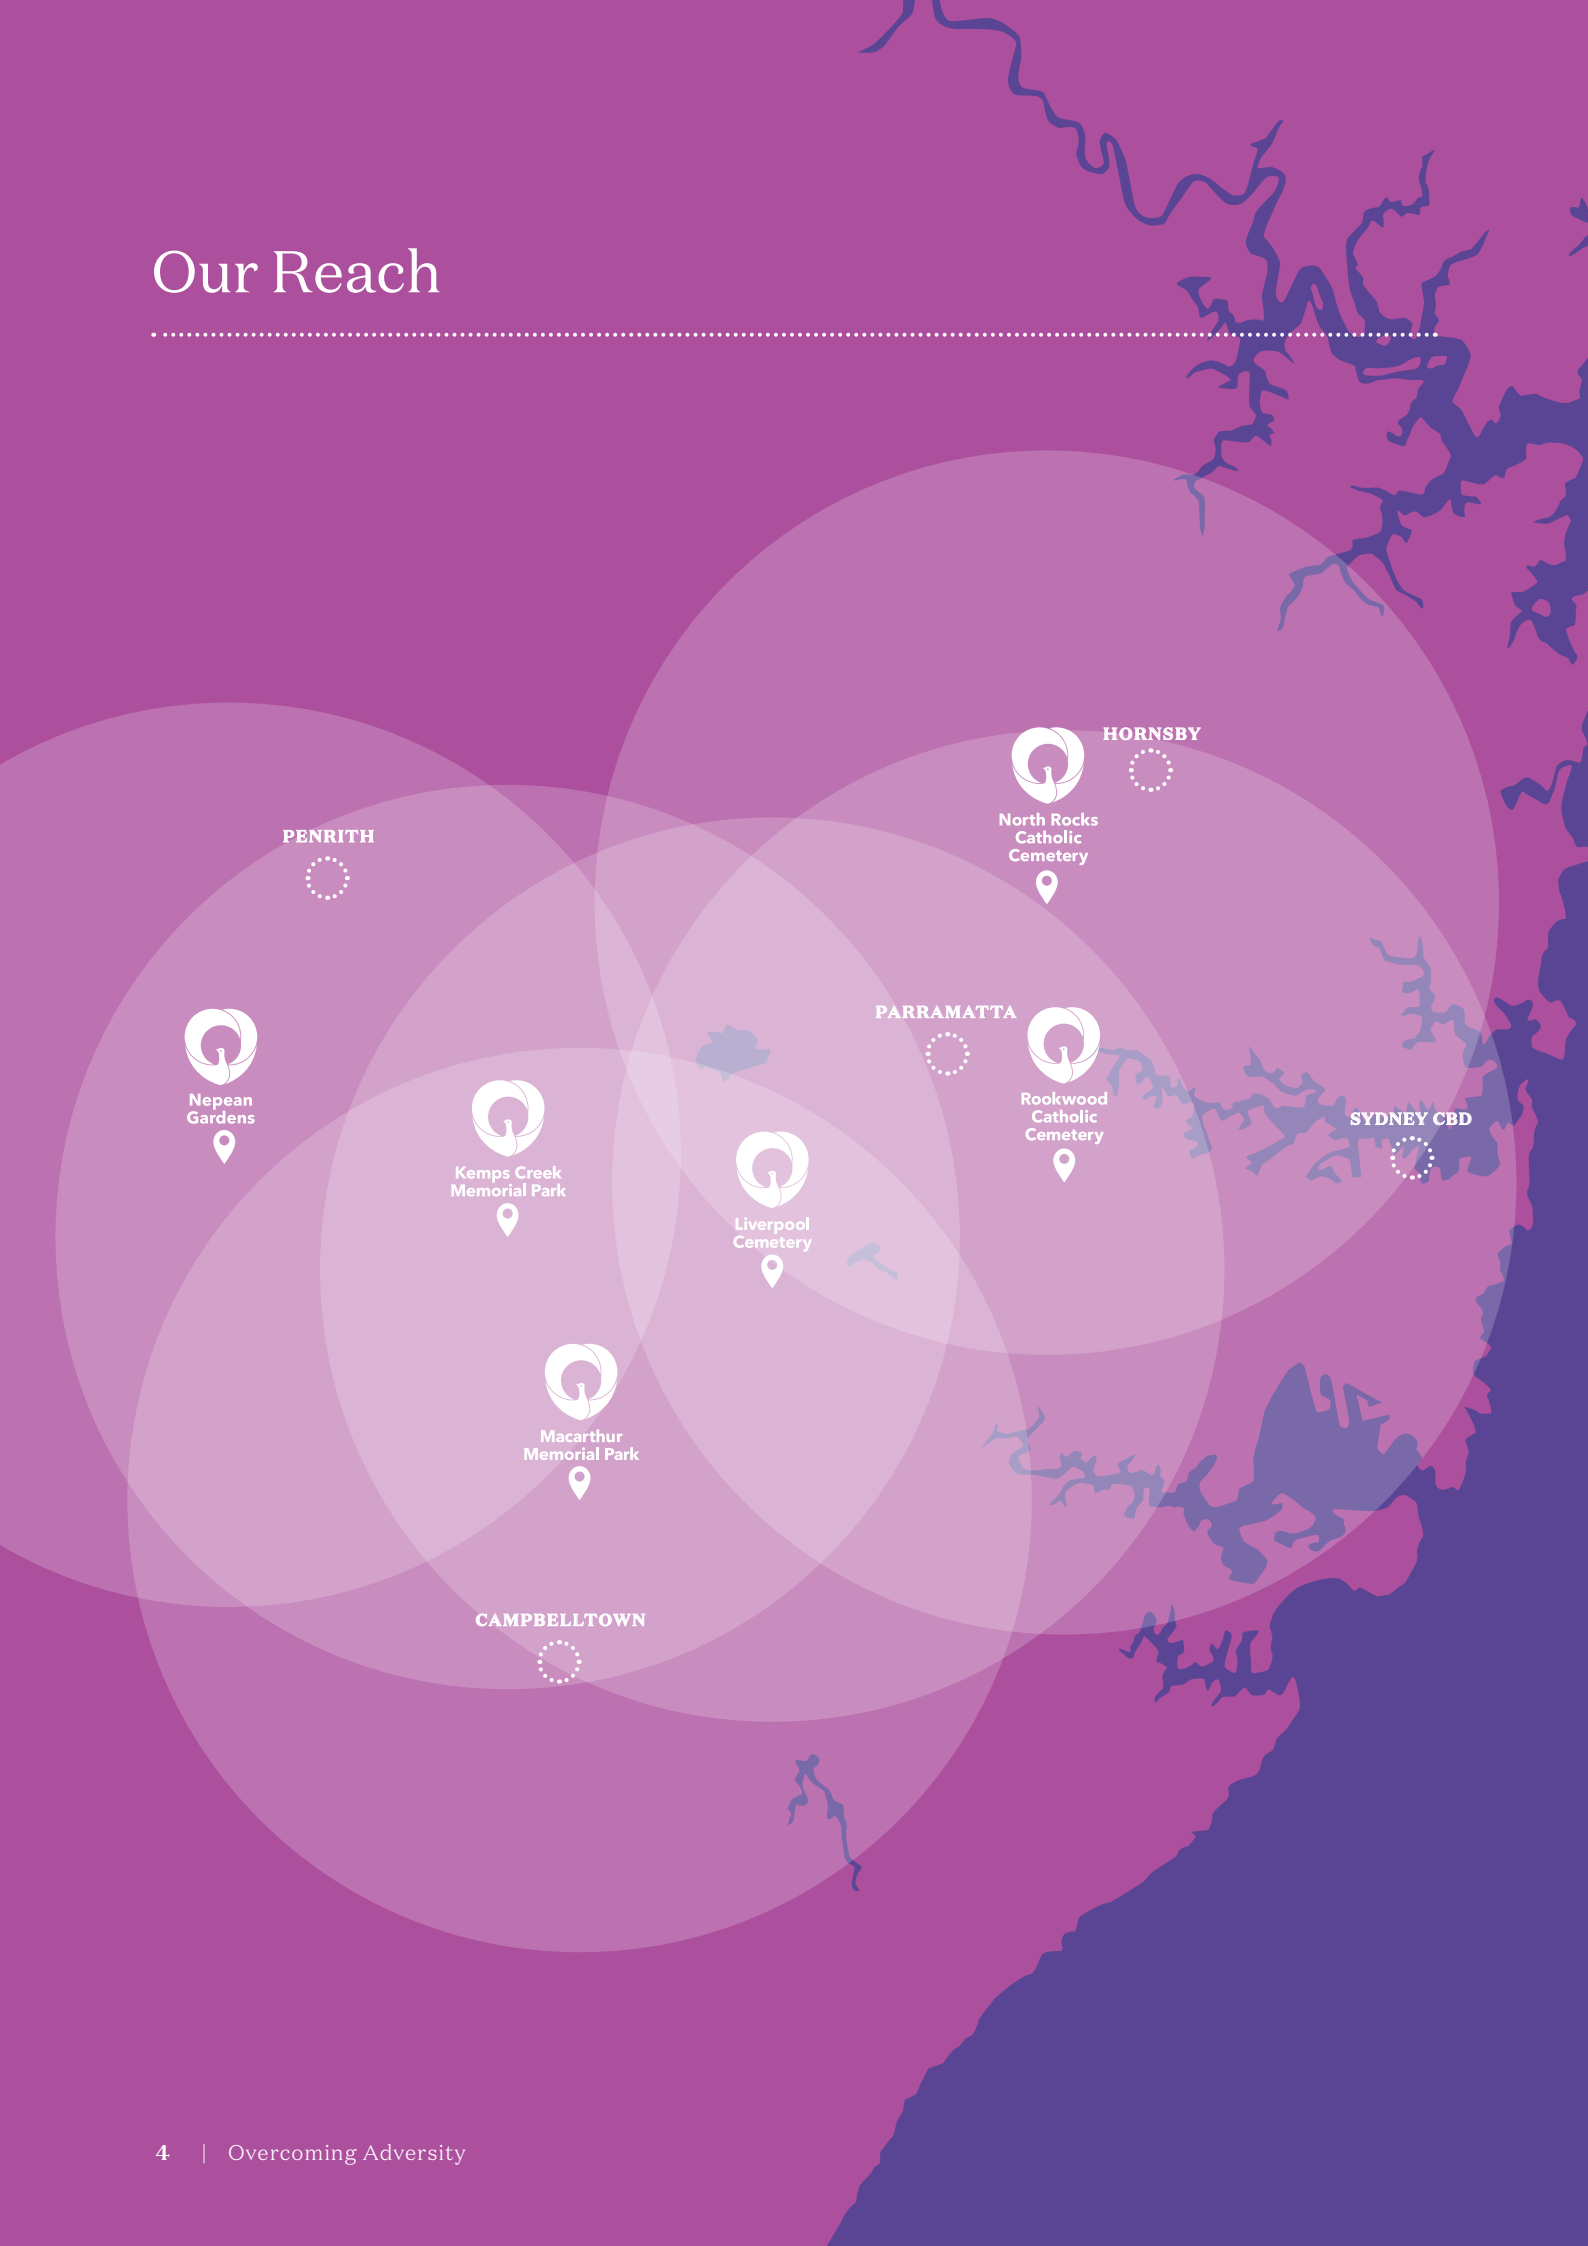 Our Reach
HORNSBY
North Rocks
Catholic
Cemetery
PENRITH
PARRAMATTA
Nepean
Gardens
Rookwood
Catholic
Cemetery
SYDNEY CBD
Kemps Creek
Memorial Park
Liverpool
Cemetery
Macarthur
Memorial Park
CAMPBELLTOWN
4 | Overcoming Adversity